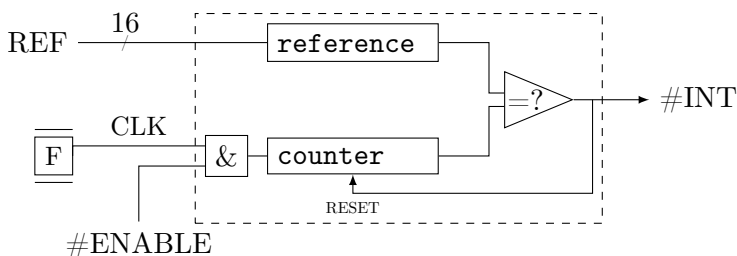 16
REF
reference
=?
#INT
CLK
F
&
counter
RESET
#ENABLE